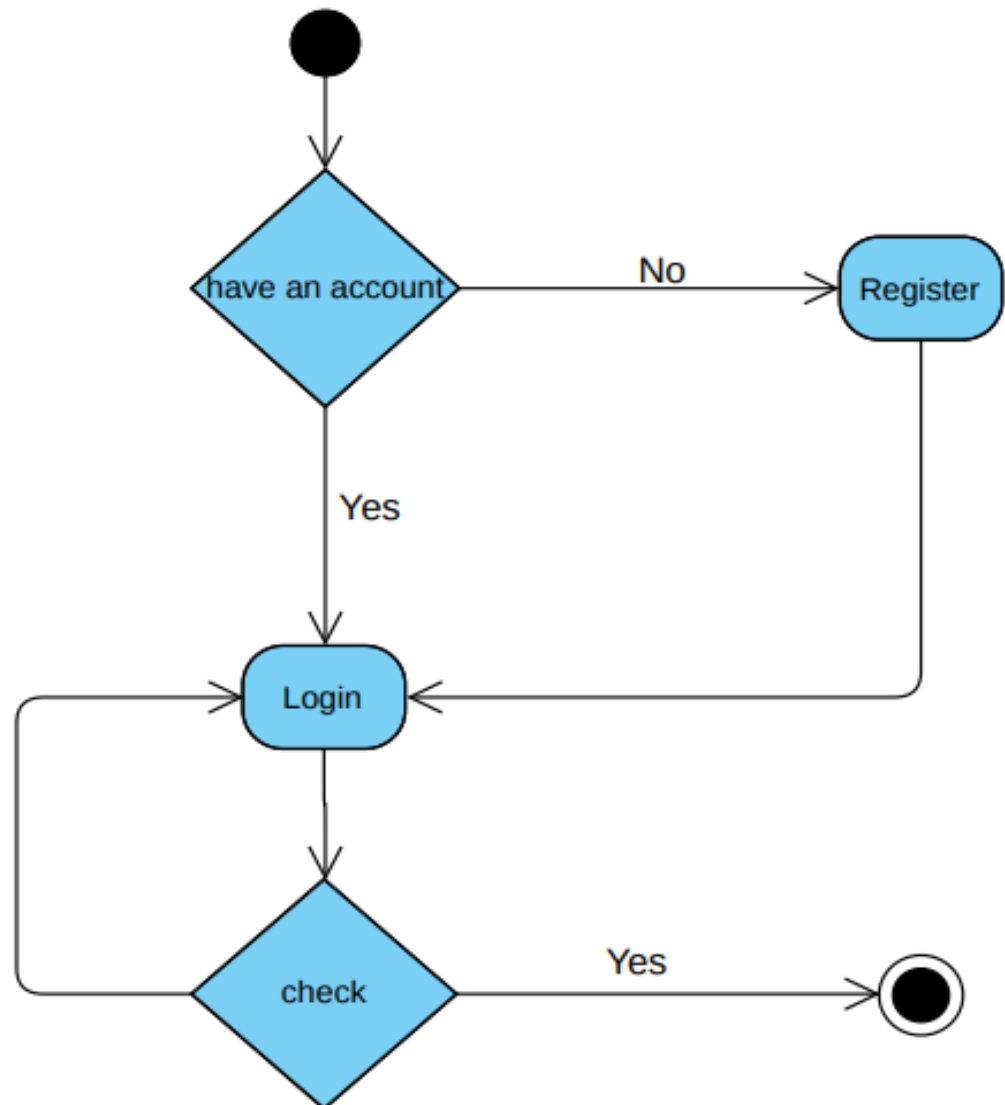 have an account
No
Register
Yes
Login
Yes
check